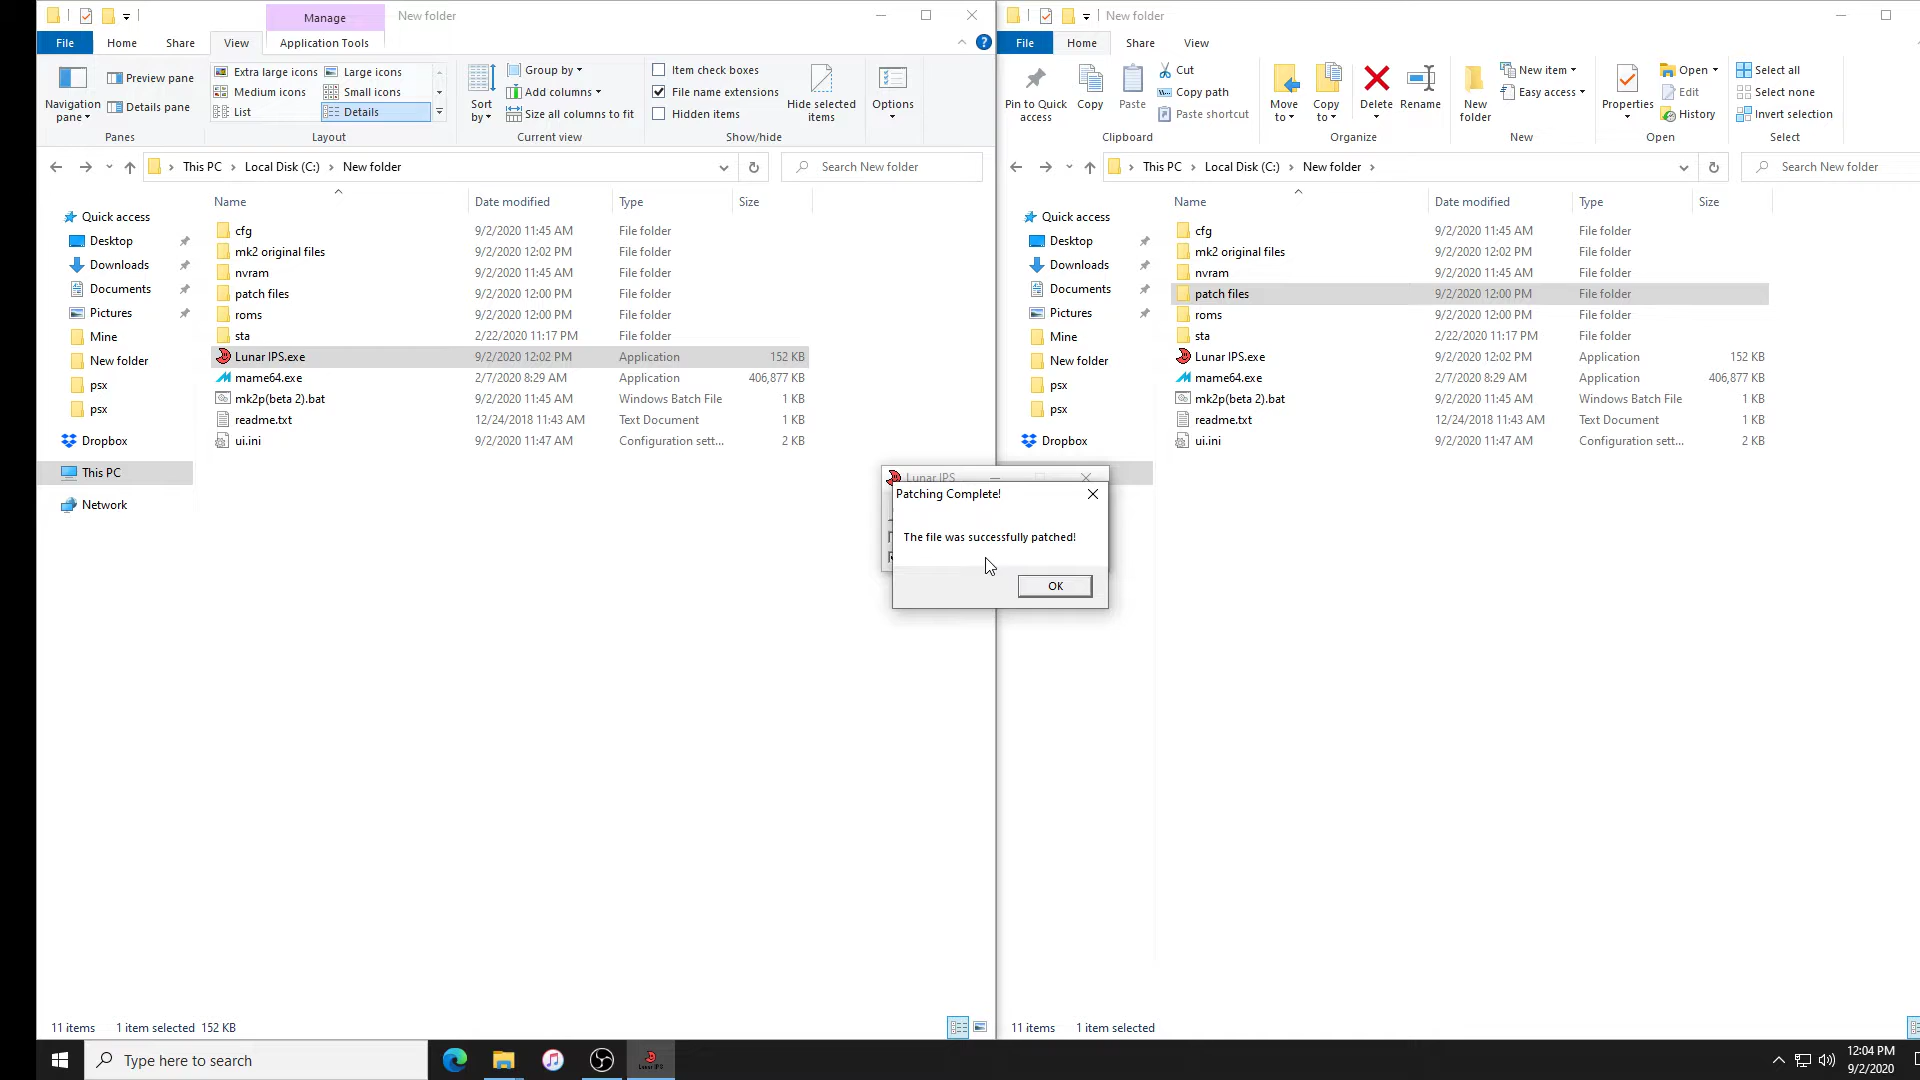 Manage
New folder
File
Home
Share
View
Application Tools
Navigation pane
Preview pane
Details pane
Panes
Extra large icons
Large icons
Medium icons
Small icons
List
Details
Layout
Sort by
Group by
Add columns
Size all columns to fit
Current view
Item check boxes
File name extensions
Hidden items
Hide selected items
Show/hide
Options
This PC > Local Disk (C:) > New folder
Search New folder
Quick access
Desktop
Downloads
Documents
Pictures
Mine
New folder
psx
psx
Dropbox
This PC
Network
Name Date modified Type Size
cfg 9/2/2020 11:45 AM File folder
mk2 original files 9/2/2020 12:02 PM File folder
nvram 9/2/2020 11:45 AM File folder
patch files 9/2/2020 12:00 PM File folder
roms 9/2/2020 12:00 PM File folder
sta 2/22/2020 11:17 PM File folder
Lunar IPS.exe 9/2/2020 12:02 PM Application 152 KB
mame64.exe 2/7/2020 8:29 AM Application 406,877 KB
mk2p(beta 2).bat 9/2/2020 11:45 AM Windows Batch File 1 KB
readme.txt 12/24/2018 11:43 AM Text Document 1 KB
ui.ini 9/2/2020 11:47 AM Configuration sett... 2 KB
11 items 1 item selected 152 KB
New folder
File
Home
Share
View
Pin to Quick access
Copy
Paste
Cut
Copy path
Paste shortcut
Clipboard
Move to
Copy to
Delete
Rename
Organize
New folder
New item
Easy access
New
Properties
Open
Edit
History
Open
Select all
Select none
Invert selection
Select
This PC > Local Disk (C:) > New folder >
Search New folder
Quick access
Desktop
Downloads
Documents
Pictures
Mine
New folder
psx
psx
Dropbox
Name Date modified Type Size
cfg 9/2/2020 11:45 AM File folder
mk2 original files 9/2/2020 12:02 PM File folder
nvram 9/2/2020 11:45 AM File folder
patch files 9/2/2020 12:00 PM File folder
roms 9/2/2020 12:00 PM File folder
sta 2/22/2020 11:17 PM File folder
Lunar IPS.exe 9/2/2020 12:02 PM Application 152 KB
mame64.exe 2/7/2020 8:29 AM Application 406,877 KB
mk2p(beta 2).bat 9/2/2020 11:45 AM Windows Batch File 1 KB
readme.txt 12/24/2018 11:43 AM Text Document 1 KB
ui.ini 9/2/2020 11:47 AM Configuration sett... 2 KB
11 items 1 item selected
Lunar IPS
Patching Complete!
The file was successfully patched!
OK
Type here to search
Lunar IPS
12:04 PM
9/2/2020